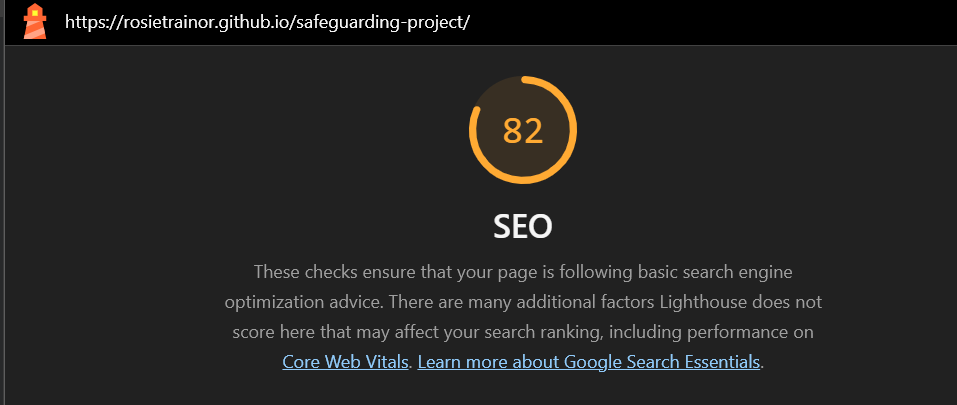 https://rosietrainor.github.io/safeguarding-project/
82
SEO
These checks ensure that your page is following basic search engine
optimization advice. There are many additional factors Lighthouse does not
score here that may affect your search ranking, including performance on
Core Web Vitals. Learn more about Google Search Essentials.